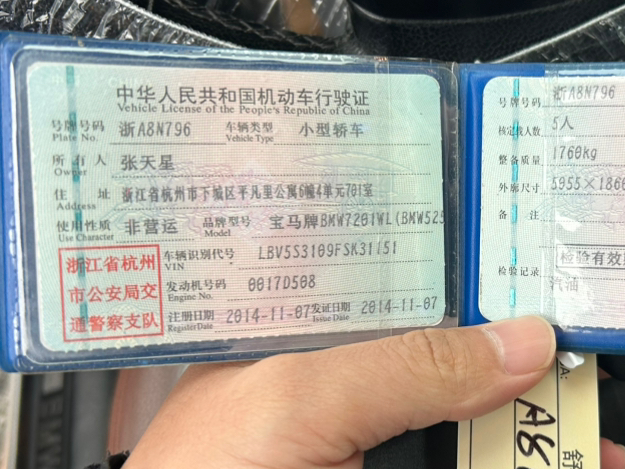 中华人民共和国机动车行驶证
Vehicle License of the People's Republic of China
号牌号码 浙A8N796 车辆类型 小型轿车
Plate No. Vehicle Type
所有人 张天星
Owner
住址 浙江省杭州市下城区平凡里公寓6幢4单元701室
Address
使用性质 非营运 品牌型号 宝马牌BMW7201WL(BMW525
Use Character Model
浙江省杭州
市公安局交
通警察支队
车辆识别代号 LBV5S3109FSK31151
VIN
发动机号码 0017D508
Engine No.
注册日期 2014-11-07 发证日期 2014-11-07
Register Date Issue Date
号牌号码 浙A8N796
核定载人数 5人
整备质量 1760kg
外廓尺寸 5055×186
备注
检验有效
检验记录
汽油
A8